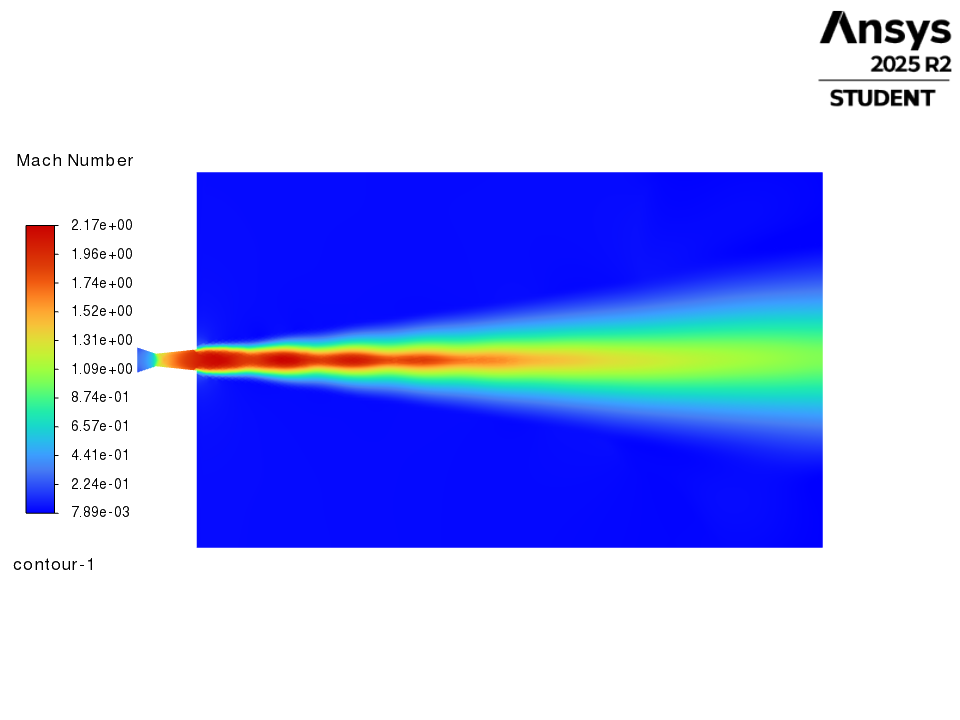 Ansys
2025 R2
STUDENT
Mach Number
2.17e+00
1.96e+00
1.74e+00
1.52e+00
1.31e+00
1.09e+00
8.74e-01
6.57e-01
4.41e-01
2.24e-01
7.89e-03
contour-1